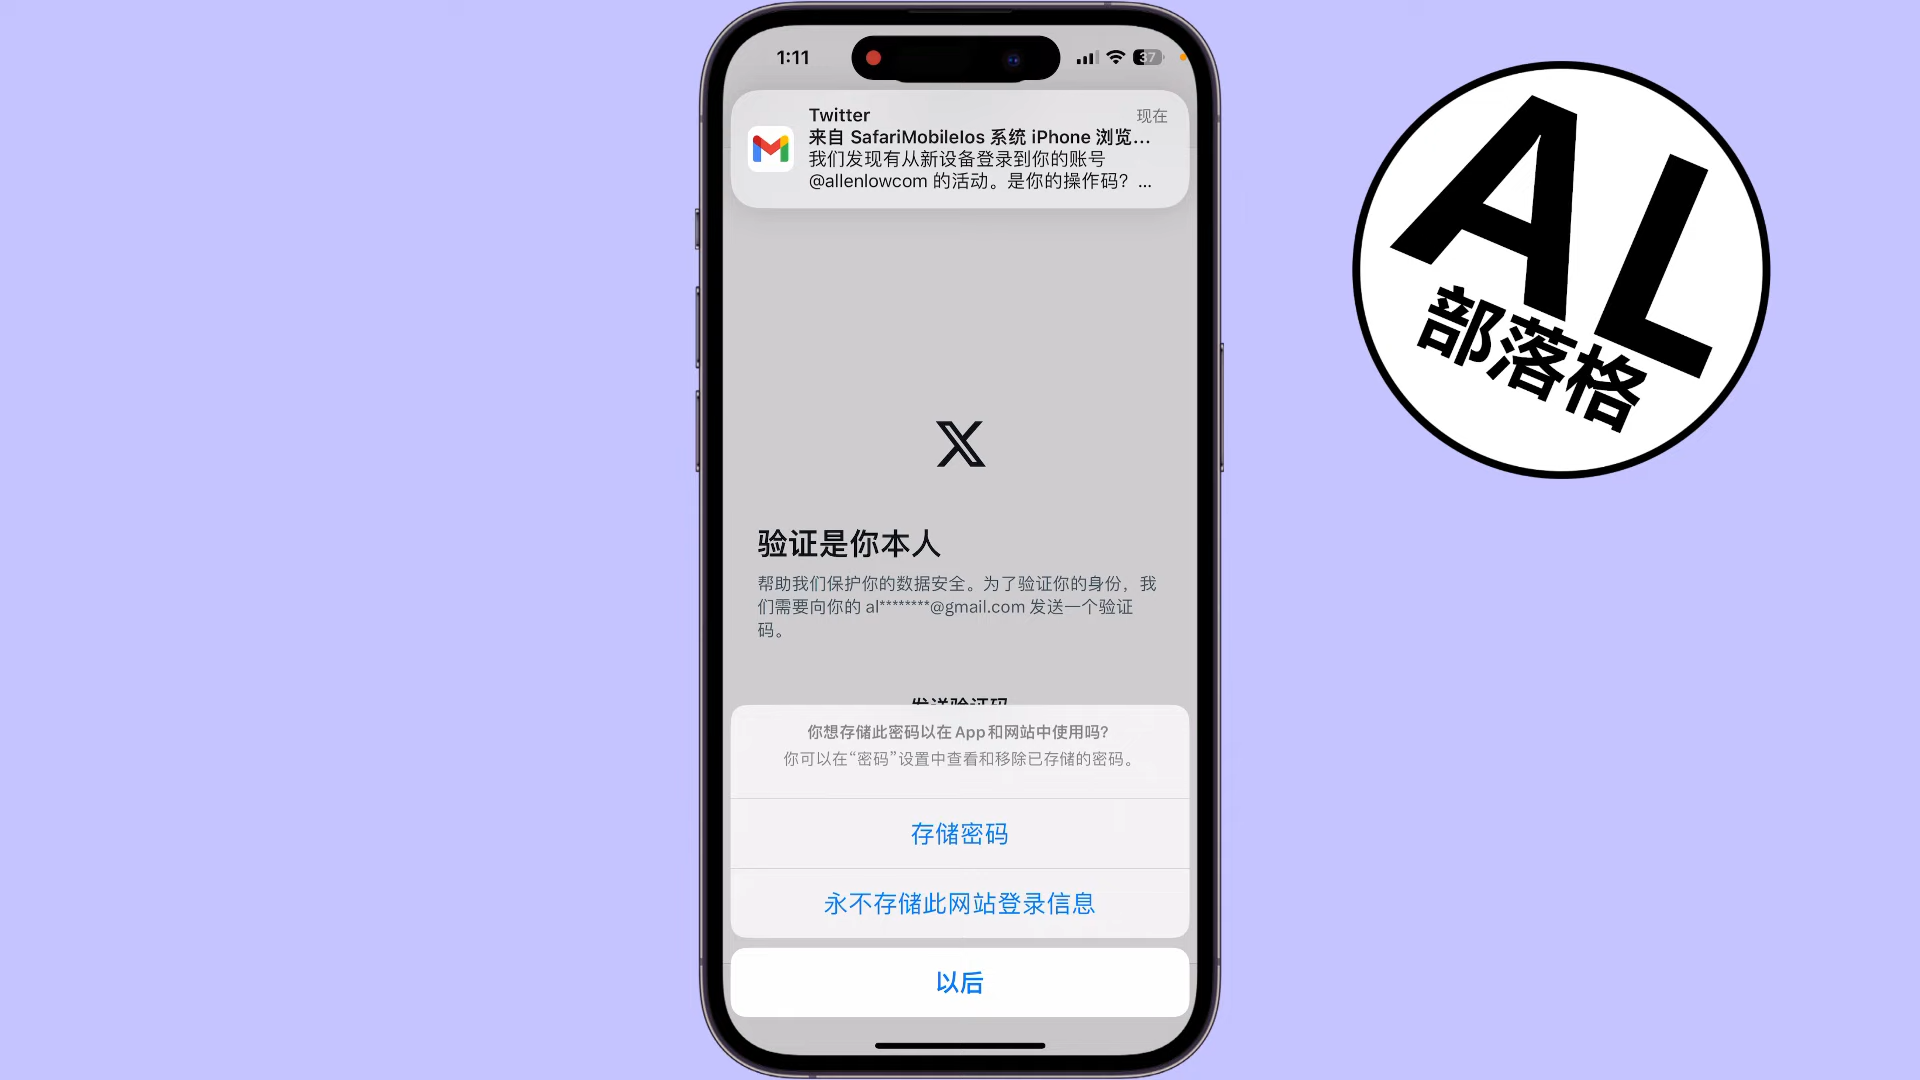 1:11
37
Twitter
现在
来自 SafariMobileIos 系统 iPhone 浏览…
我们发现有从新设备登录到你的账号
@allenlowcom 的活动。是你的操作码？ …
验证是你本人
帮助我们保护你的数据安全。为了验证你的身份，我
们需要向你的 al********@gmail.com 发送一个验证
码。
发送验证码
你想存储此密码以在 App 和网站中使用吗？
你可以在“密码”设置中查看和移除已存储的密码。
存储密码
永不存储此网站登录信息
以后
AL
部落格